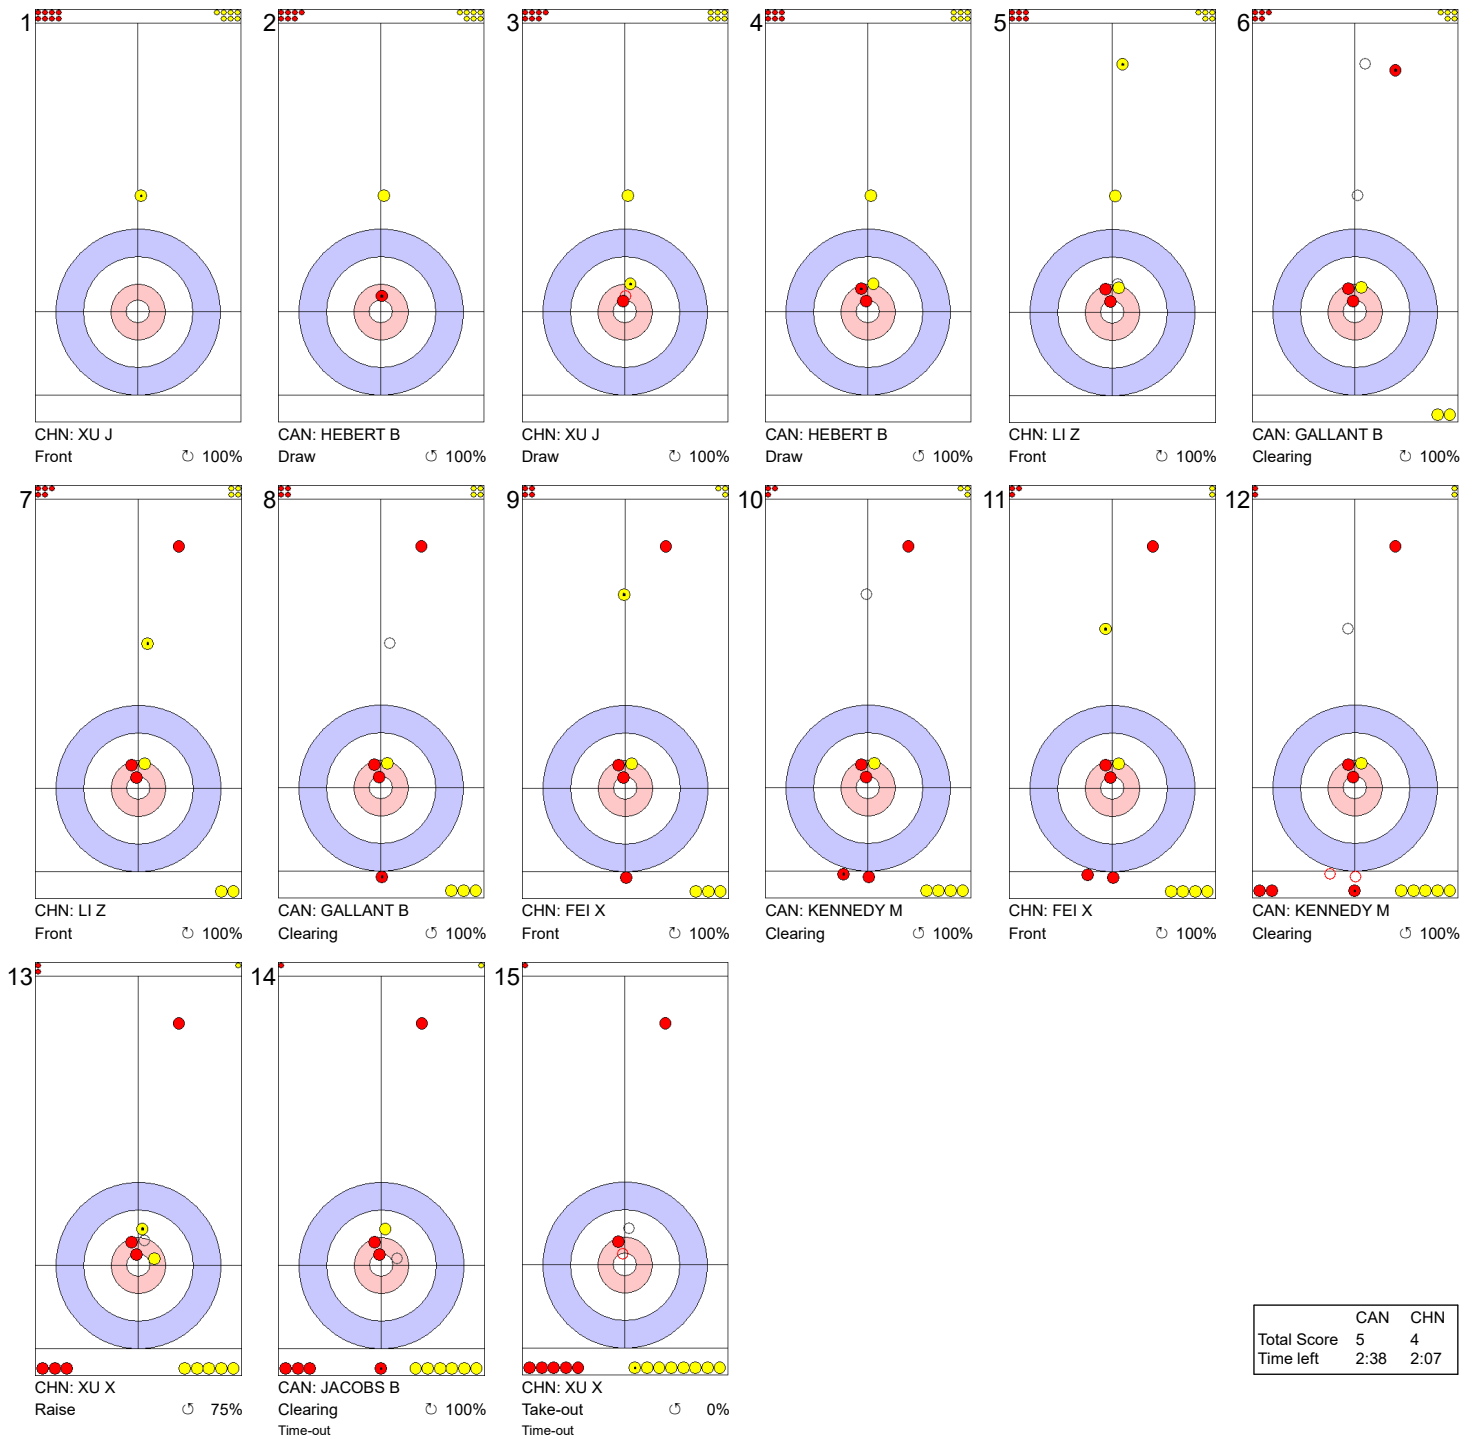 1
CHN: XU J
Front ↻ 100%
2
CAN: HEBERT B
Draw ↺ 100%
3
CHN: XU J
Draw ↻ 100%
4
CAN: HEBERT B
Draw ↺ 100%
5
CHN: LI Z
Front ↻ 100%
6
CAN: GALLANT B
Clearing ↻ 100%
7
CHN: LI Z
Front ↻ 100%
8
CAN: GALLANT B
Clearing ↺ 100%
9
CHN: FEI X
Front ↻ 100%
10
CAN: KENNEDY M
Clearing ↺ 100%
11
CHN: FEI X
Front ↻ 100%
12
CAN: KENNEDY M
Clearing ↺ 100%
13
CHN: XU X
Raise ↺ 75%
14
CAN: JACOBS B
Clearing ↻ 100%
Time-out
15
CHN: XU X
Take-out ↺ 0%
Time-out
CAN CHN
Total Score 5 4
Time left 2:38 2:07